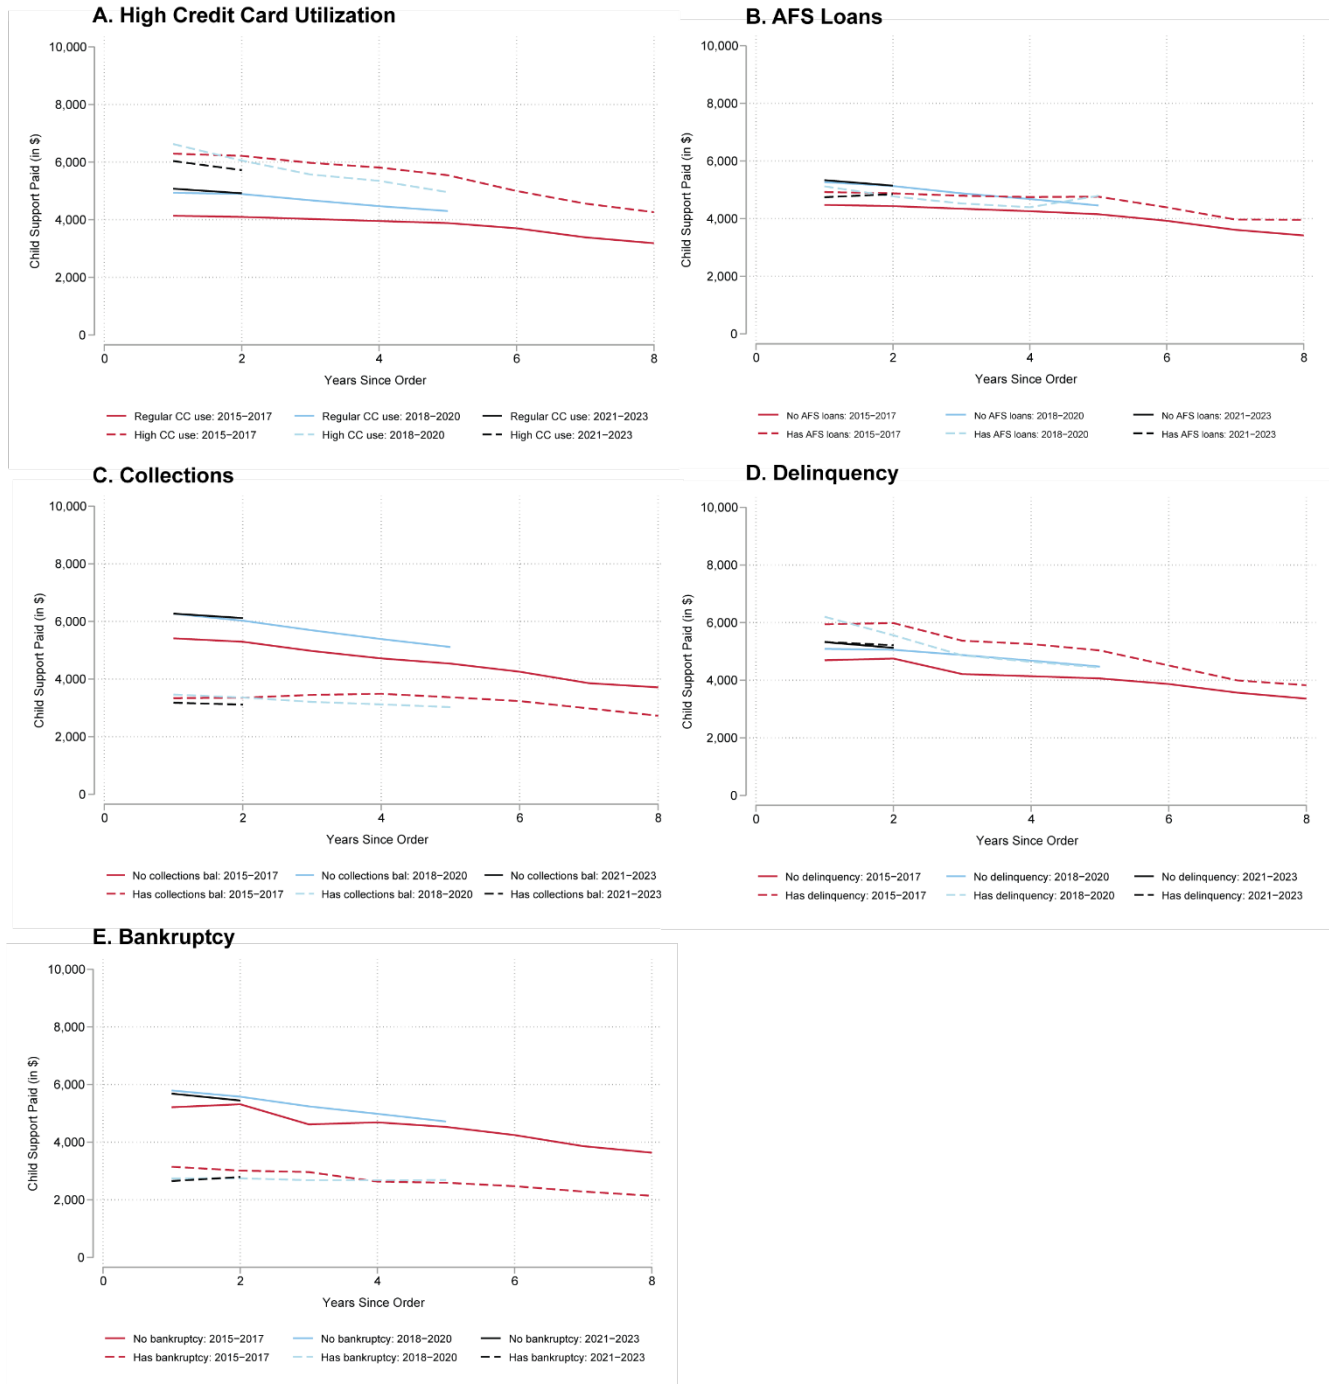 A. High Credit Card Utilization
10,000
8,000
6,000
4,000
2,000
0
Child Support Paid (in $)
0 2 4 6 8
Years Since Order
Regular CC use: 2015−2017 Regular CC use: 2018−2020 Regular CC use: 2021−2023
High CC use: 2015−2017 High CC use: 2018−2020 High CC use: 2021−2023
B. AFS Loans
10,000
8,000
6,000
4,000
2,000
0
Child Support Paid (in $)
0 2 4 6 8
Years Since Order
No AFS loans: 2015−2017 No AFS loans: 2018−2020 No AFS loans: 2021−2023
Has AFS loans: 2015−2017 Has AFS loans: 2018−2020 Has AFS loans: 2021−2023
C. Collections
10,000
8,000
6,000
4,000
2,000
0
Child Support Paid (in $)
0 2 4 6 8
Years Since Order
No collections bal: 2015−2017 No collections bal: 2018−2020 No collections bal: 2021−2023
Has collections bal: 2015−2017 Has collections bal: 2018−2020 Has collections bal: 2021−2023
D. Delinquency
10,000
8,000
6,000
4,000
2,000
0
Child Support Paid (in $)
0 2 4 6 8
Years Since Order
No delinquency: 2015−2017 No delinquency: 2018−2020 No delinquency: 2021−2023
Has delinquency: 2015−2017 Has delinquency: 2018−2020 Has delinquency: 2021−2023
E. Bankruptcy
10,000
8,000
6,000
4,000
2,000
0
Child Support Paid (in $)
0 2 4 6 8
Years Since Order
No bankruptcy: 2015−2017 No bankruptcy: 2018−2020 No bankruptcy: 2021−2023
Has bankruptcy: 2015−2017 Has bankruptcy: 2018−2020 Has bankruptcy: 2021−2023